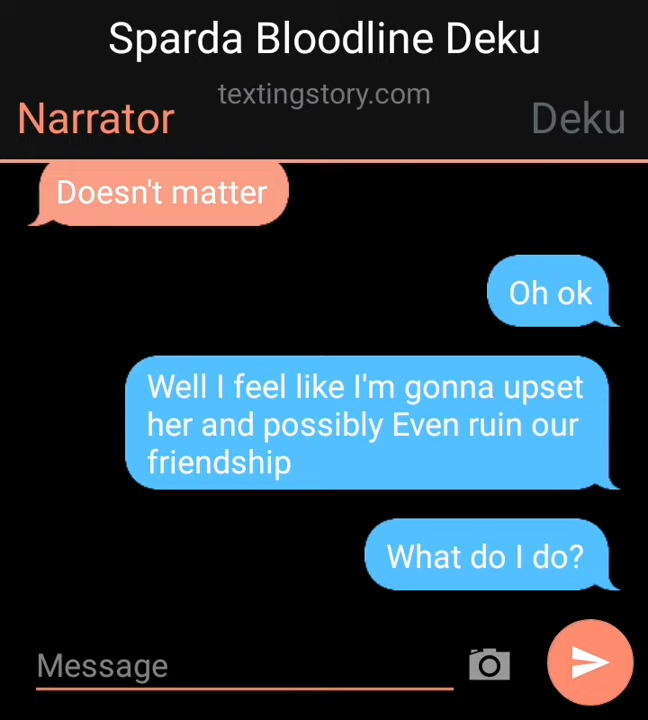 Sparda Bloodline Deku
textingstory.com
Narrator
Deku
Doesn't matter
Oh ok
Well I feel like I'm gonna upset
her and possibly Even ruin our
friendship
What do I do?
Message